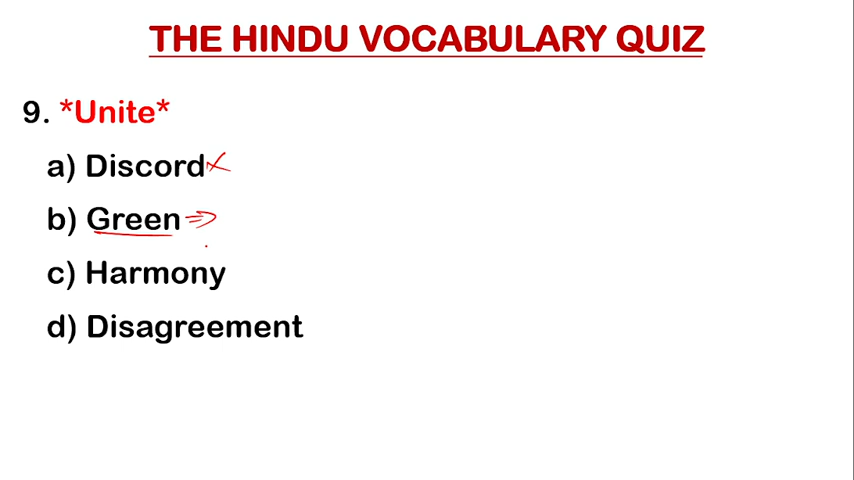 THE HINDU VOCABULARY QUIZ
9. *Unite*
a) Discord
b) Green
c) Harmony
d) Disagreement